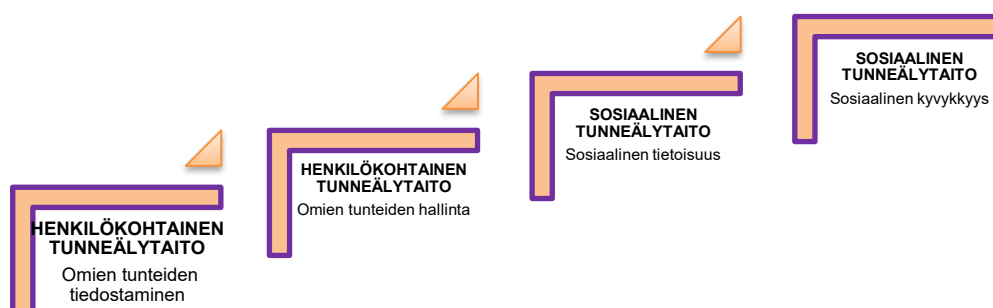 HENKILÖKOHTAINEN
TUNNEÄLYTAITO
Omien tunteiden
tiedostaminen
HENKILÖKOHTAINEN
TUNNEÄLYTAITO
Omien tunteiden hallinta
SOSIAALINEN
TUNNEÄLYTAITO
Sosiaalinen tietoisuus
SOSIAALINEN
TUNNEÄLYTAITO
Sosiaalinen kyvykkyys